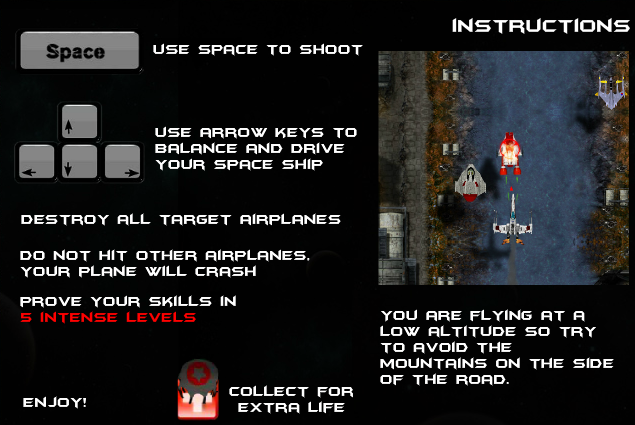 INSTRUCTIONS
Space
USE SPACE TO SHOOT
USE ARROW KEYS TO
BALANCE AND DRIVE
YOUR SPACE SHIP
DESTROY ALL TARGET AIRPLANES
DO NOT HIT OTHER AIRPLANES,
YOUR PLANE WILL CRASH
PROVE YOUR SKILLS IN
5 INTENSE LEVELS
ENJOY!
COLLECT FOR
EXTRA LIFE
YOU ARE FLYING AT A
LOW ALTITUDE SO TRY
TO AVOID THE
MOUNTAINS ON THE SIDE
OF THE ROAD.